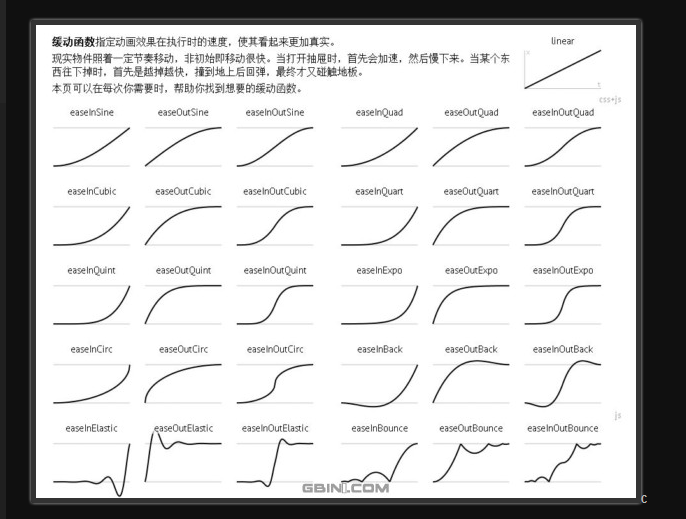 缓动函数指定动画效果在执行时的速度，使其看起来更加真实。
现实物件照着一定节奏移动，非初始即移动很快。当打开抽屉时，首先会加速，然后慢下来。当某个东
西往下掉时，首先是越掉越快，撞到地上后回弹，最终才又碰触地板。
本页可以在每次你需要时，帮助你找到想要的缓动函数。
linear
x
t
css+js
easeInSine easeOutSine easeInOutSine easeInQuad easeOutQuad easeInOutQuad
easeInCubic easeOutCubic easeInOutCubic easeInQuart easeOutQuart easeInOutQuart
easeInQuint easeOutQuint easeInOutQuint easeInExpo easeOutExpo easeInOutExpo
easeInCirc easeOutCirc easeInOutCirc easeInBack easeOutBack easeInOutBack
js
easeInElastic easeOutElastic easeInOutElastic easeInBounce easeOutBounce easeInOutBounce
GBIN1.COM
C